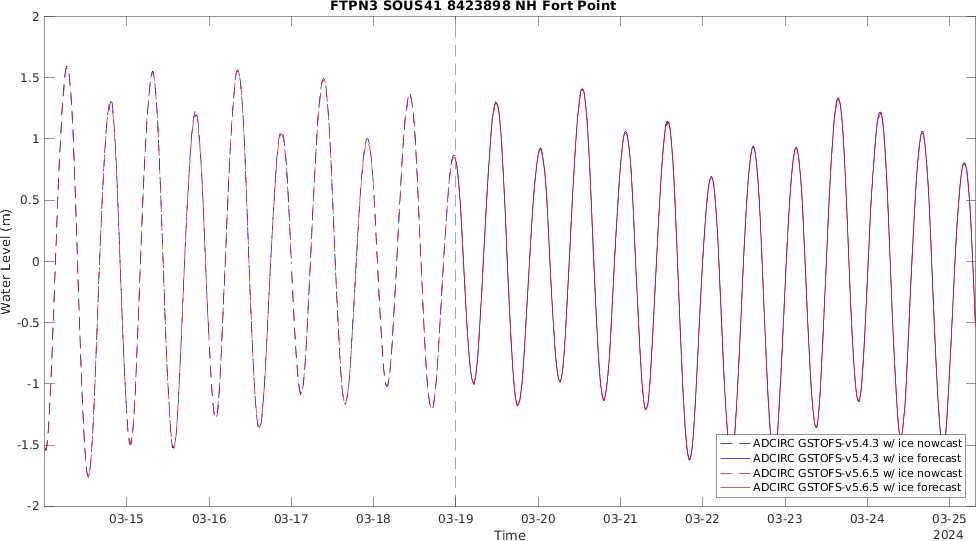 FTPN3 SOUS41 8423898 NH Fort Point
2
1.5
1
0.5
0
-0.5
-1
-1.5
-2
Water Level (m)
ADCIRC GSTOFS-v5.4.3 w/ ice nowcast
ADCIRC GSTOFS-v5.4.3 w/ ice forecast
ADCIRC GSTOFS-v5.6.5 w/ ice nowcast
ADCIRC GSTOFS-v5.6.5 w/ ice forecast
03-15 03-16 03-17 03-18 03-19 03-20 03-21 03-22 03-23 03-24 03-25
Time 2024